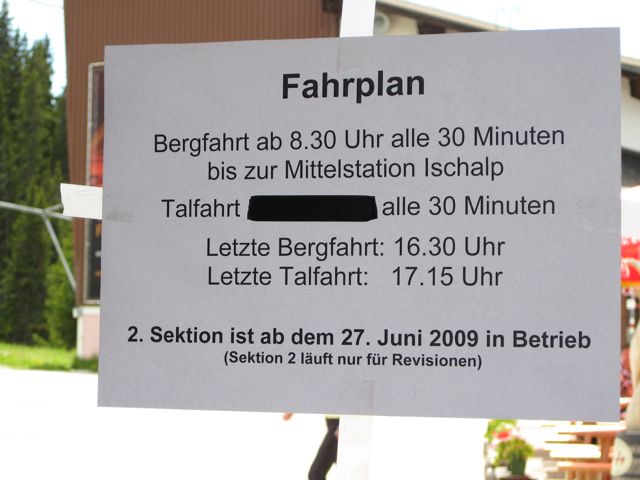 Fahrplan
Bergfahrt ab 8.30 Uhr alle 30 Minuten
bis zur Mittelstation Ischalp
Talfahrt alle 30 Minuten
Letzte Bergfahrt: 16.30 Uhr
Letzte Talfahrt: 17.15 Uhr
2. Sektion ist ab dem 27. Juni 2009 in Betrieb
(Sektion 2 läuft nur für Revisionen)